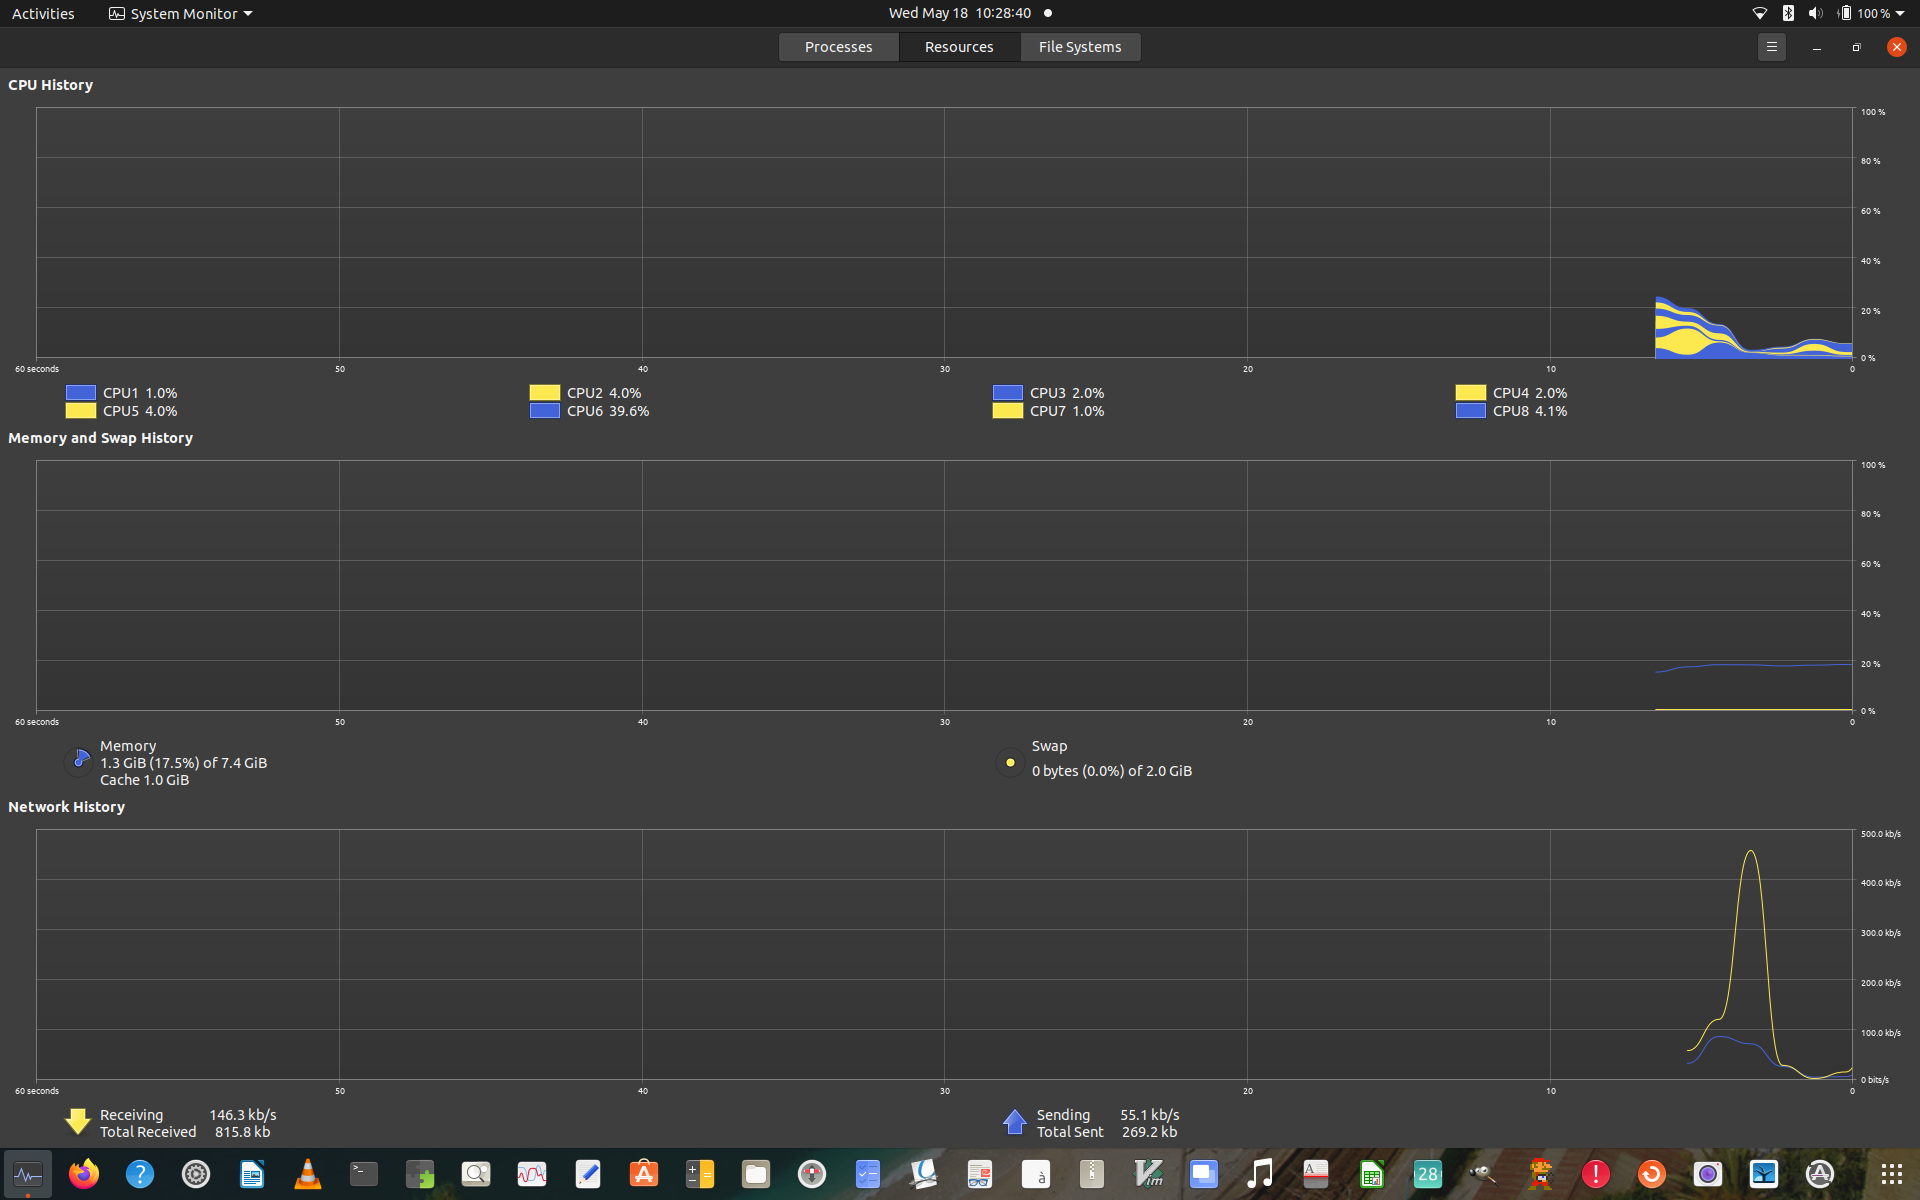 Activities System Monitor Wed May 18 10:28:40 100 %
Processes Resources File Systems
CPU History
100 %
80 %
60 %
40 %
20 %
0 %
60 seconds 50 40 30 20 10 0
CPU1 1.0% CPU2 4.0% CPU3 2.0% CPU4 2.0%
CPU5 4.0% CPU6 39.6% CPU7 1.0% CPU8 4.1%
Memory and Swap History
100 %
80 %
60 %
40 %
20 %
0 %
60 seconds 50 40 30 20 10 0
Memory Swap
1.3 GiB (17.5%) of 7.4 GiB 0 bytes (0.0%) of 2.0 GiB
Cache 1.0 GiB
Network History
500.0 kb/s
400.0 kb/s
300.0 kb/s
200.0 kb/s
100.0 kb/s
0 bits/s
60 seconds 50 40 30 20 10 0
Receiving 146.3 kb/s Sending 55.1 kb/s
Total Received 815.8 kb Total Sent 269.2 kb
? >_ A à Vim A 28 !